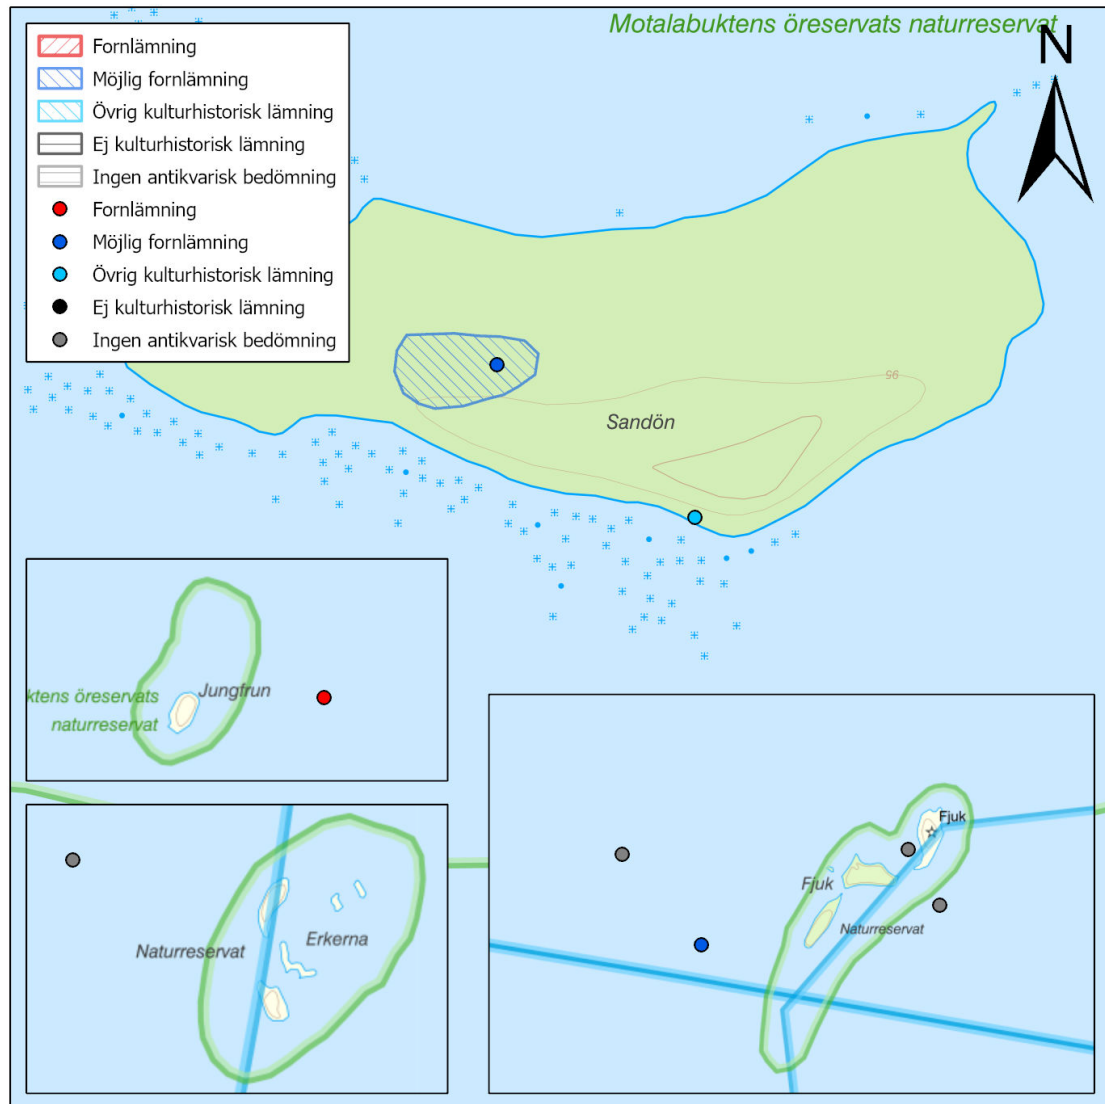 Motalabuktens öreservats naturreservat
N
Fornlämning
Möjlig fornlämning
Övrig kulturhistorisk lämning
Ej kulturhistorisk lämning
Ingen antikvarisk bedömning
Fornlämning
Möjlig fornlämning
Övrig kulturhistorisk lämning
Ej kulturhistorisk lämning
Ingen antikvarisk bedömning
95
Sandön
Jungfrun
ktens öreservats
naturreservat
Naturreservat
Erkerna
Fjuk
Fjuk
Naturreservat